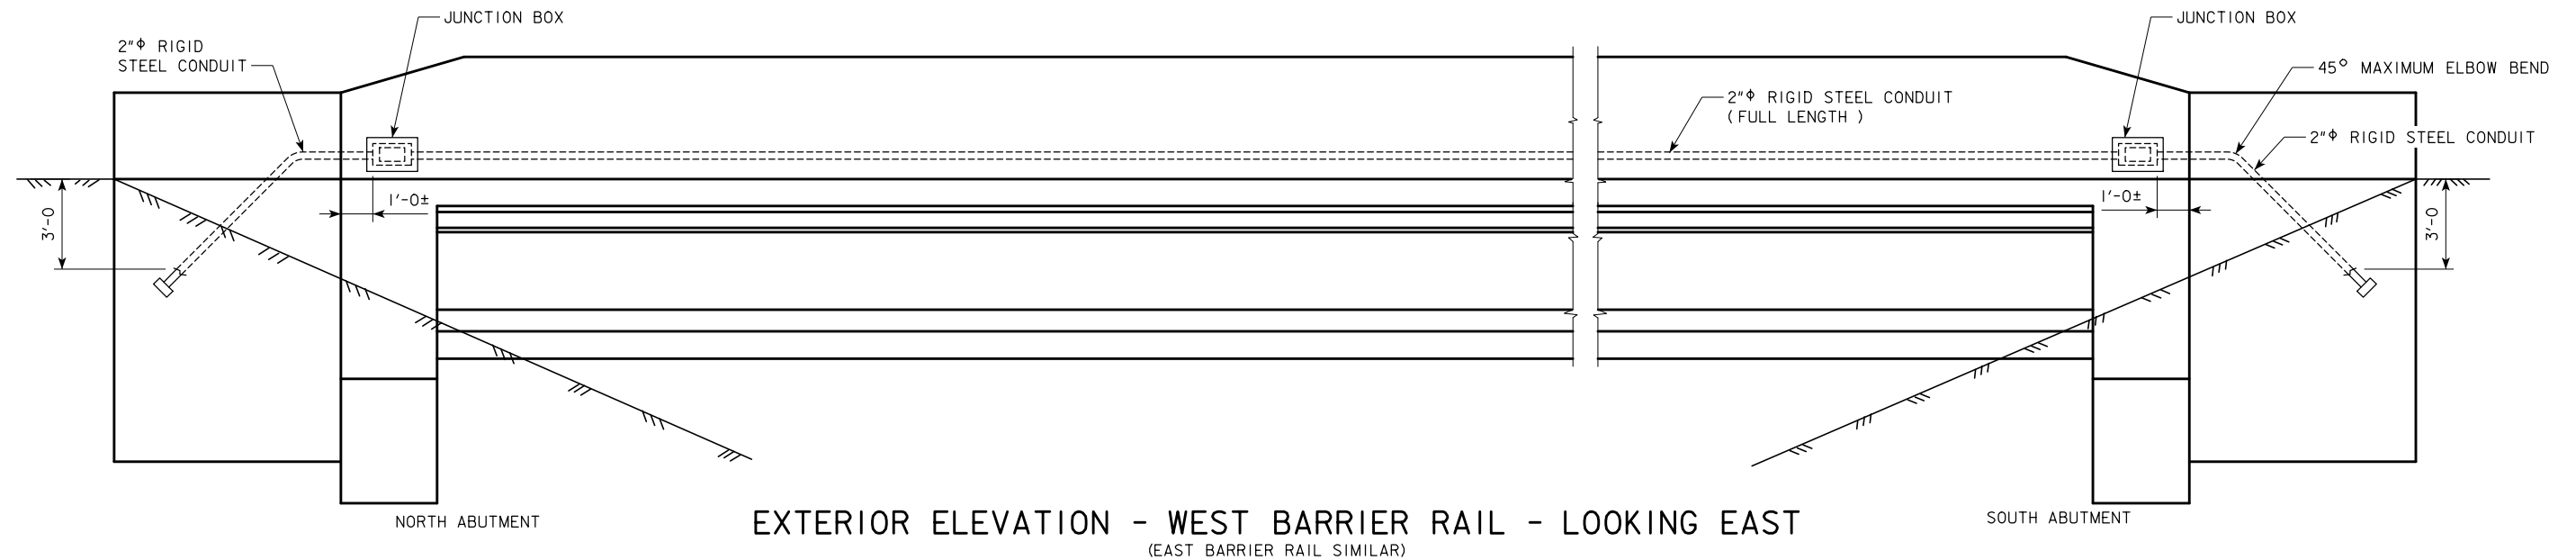 JUNCTION BOX
2"ϕ RIGID
STEEL CONDUIT
JUNCTION BOX
45° MAXIMUM ELBOW BEND
2"ϕ RIGID STEEL CONDUIT
( FULL LENGTH )
2"ϕ RIGID STEEL CONDUIT
3'-0
1'-0±
1'-0±
3'-0
NORTH ABUTMENT
SOUTH ABUTMENT
EXTERIOR ELEVATION - WEST BARRIER RAIL - LOOKING EAST
(EAST BARRIER RAIL SIMILAR)